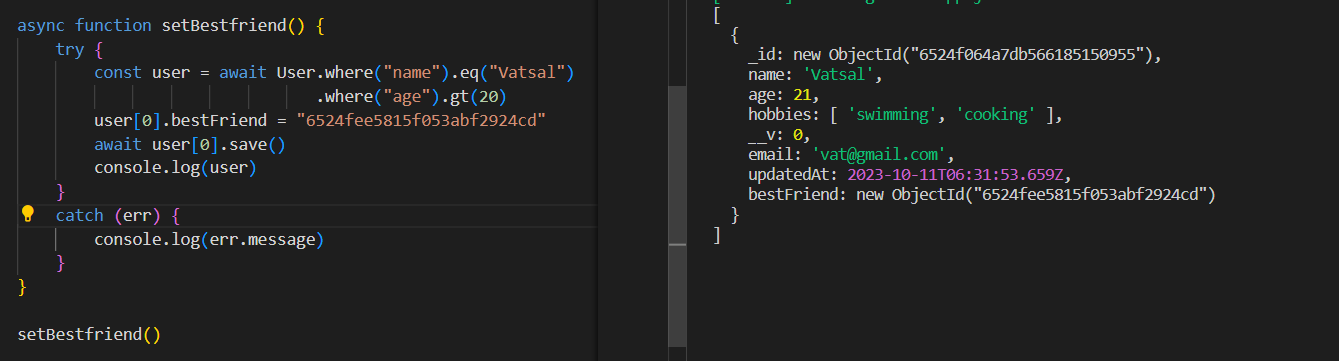 async function setBestfriend() {
try {
const user = await User.where("name").eq("Vatsal")
.where("age").gt(20)
user[0].bestFriend = "6524fee5815f053abf2924cd"
await user[0].save()
console.log(user)
}
catch (err) {
console.log(err.message)
}
}
setBestfriend()
[
{
_id: new ObjectId("6524f064a7db566185150955"),
name: 'Vatsal',
age: 21,
hobbies: [ 'swimming', 'cooking' ],
__v: 0,
email: 'vat@gmail.com',
updatedAt: 2023-10-11T06:31:53.659Z,
bestFriend: new ObjectId("6524fee5815f053abf2924cd")
}
]